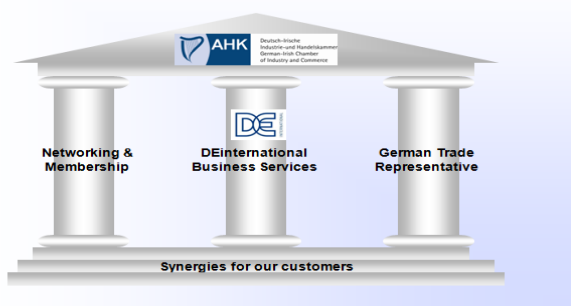 AHK
Deutsch-Irische
Industrie-und Handelskammer
German-Irish Chamber
of Industry and Commerce
DE
INTERNATIONAL
Networking &
Membership
DEinternational
Business Services
German Trade
Representative
Synergies for our customers